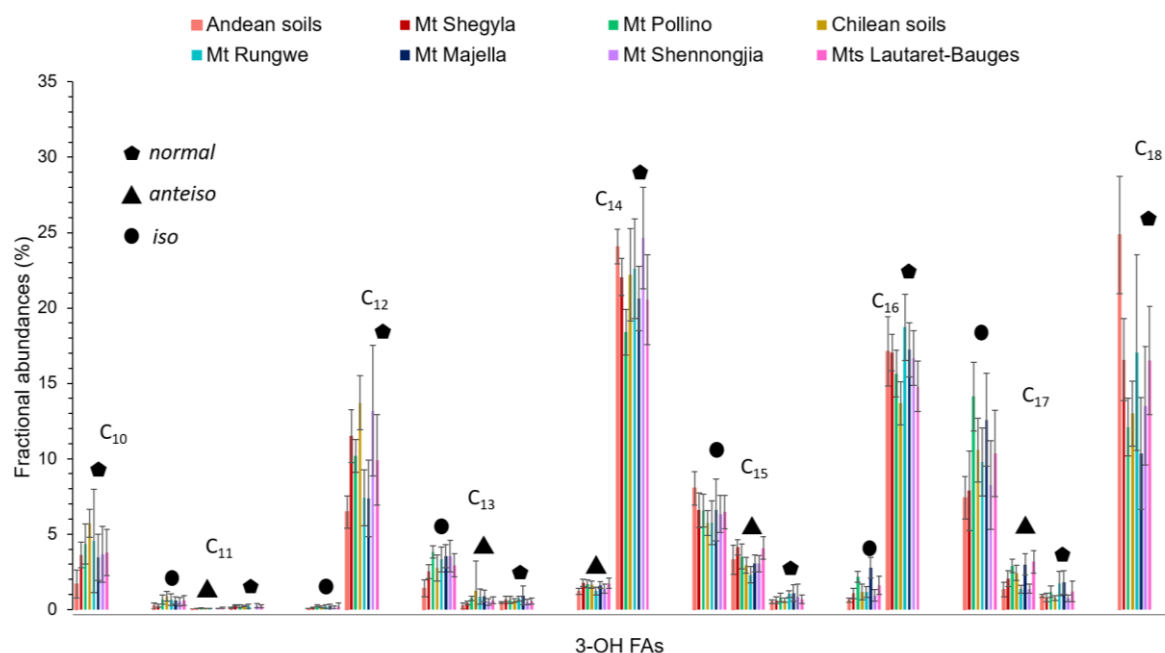 Andean soils Mt Shegyla Mt Pollino Chilean soils
Mt Rungwe Mt Majella Mt Shennongjia Mts Lautaret-Bauges
Fractional abundances (%)
35
30
25
20
15
10
5
0
normal
anteiso
iso
C10
C11
C12
C13
C14
C15
C16
C17
C18
3-OH FAs